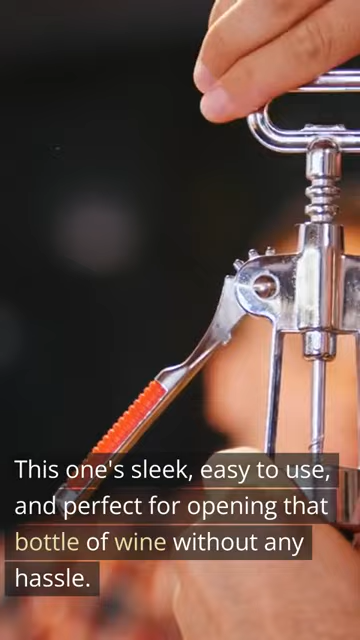 This one's sleek, easy to use,
and perfect for opening that
bottle of wine without any
hassle.